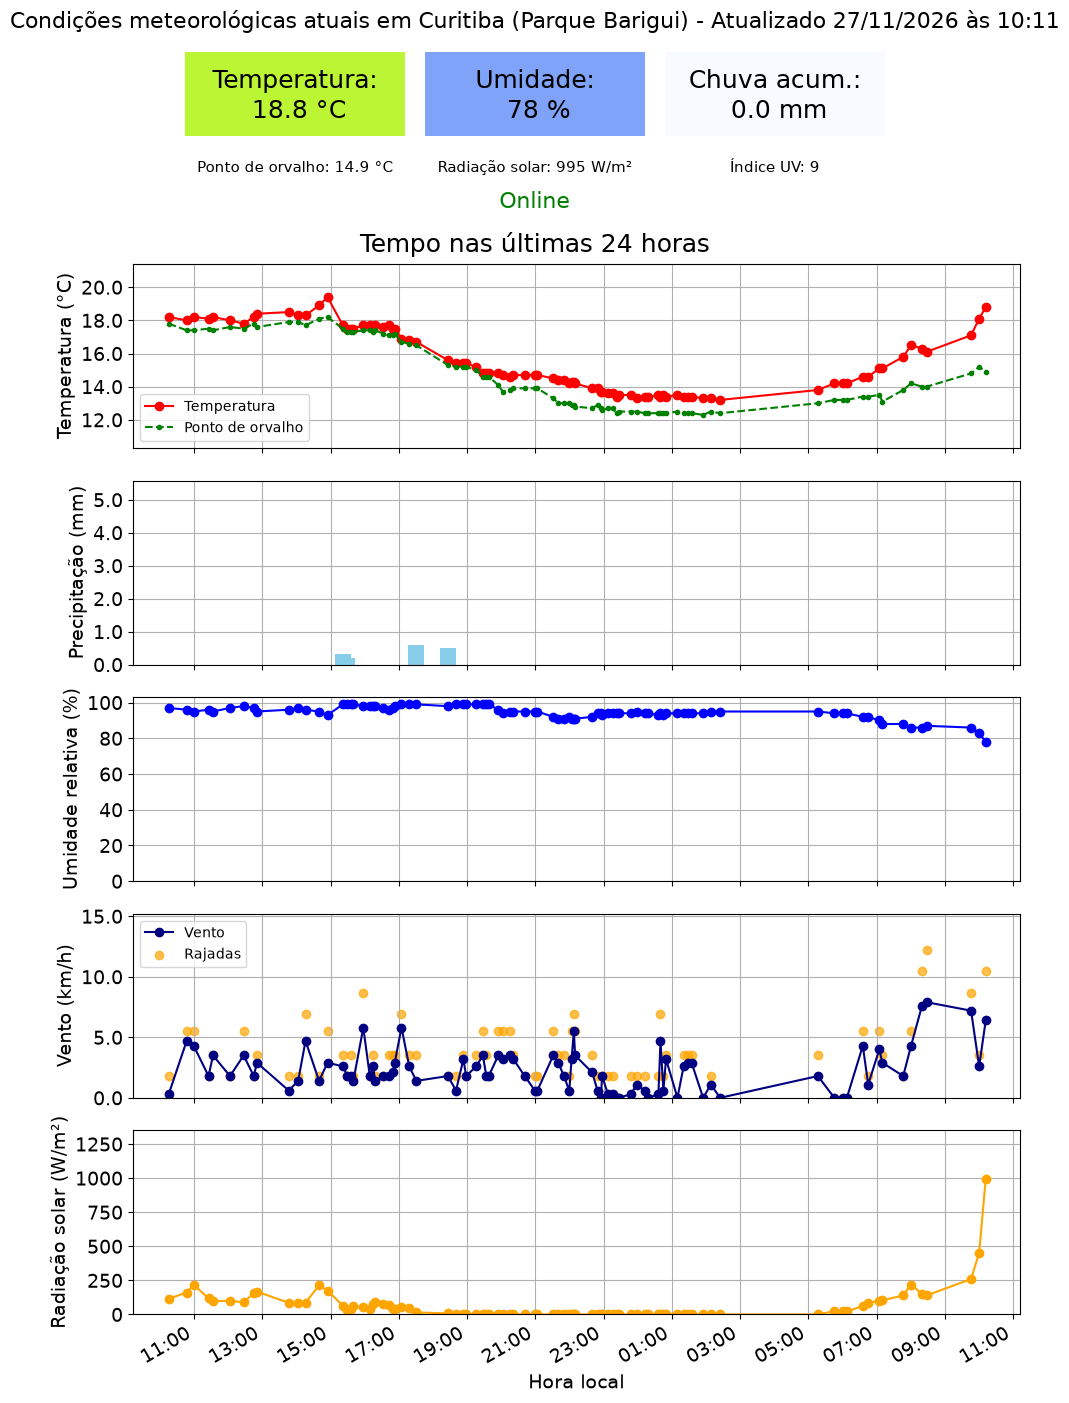 Condições meteorológicas atuais em Curitiba (Parque Barigui) - Atualizado 27/11/2026 às 10:11
Temperatura:
18.8 °C
Umidade:
78 %
Chuva acum.:
0.0 mm
Ponto de orvalho: 14.9 °C
Radiação solar: 995 W/m²
Índice UV: 9
Online
Tempo nas últimas 24 horas
Temperatura (°C)
20.0
18.0
16.0
14.0
12.0
Temperatura
Ponto de orvalho
Precipitação (mm)
5.0
4.0
3.0
2.0
1.0
0.0
Umidade relativa (%)
100
80
60
40
20
0
Vento (km/h)
15.0
10.0
5.0
0.0
Vento
Rajadas
Radiação solar (W/m²)
1250
1000
750
500
250
0
11:00
13:00
15:00
17:00
19:00
21:00
23:00
01:00
03:00
05:00
07:00
09:00
11:00
Hora local